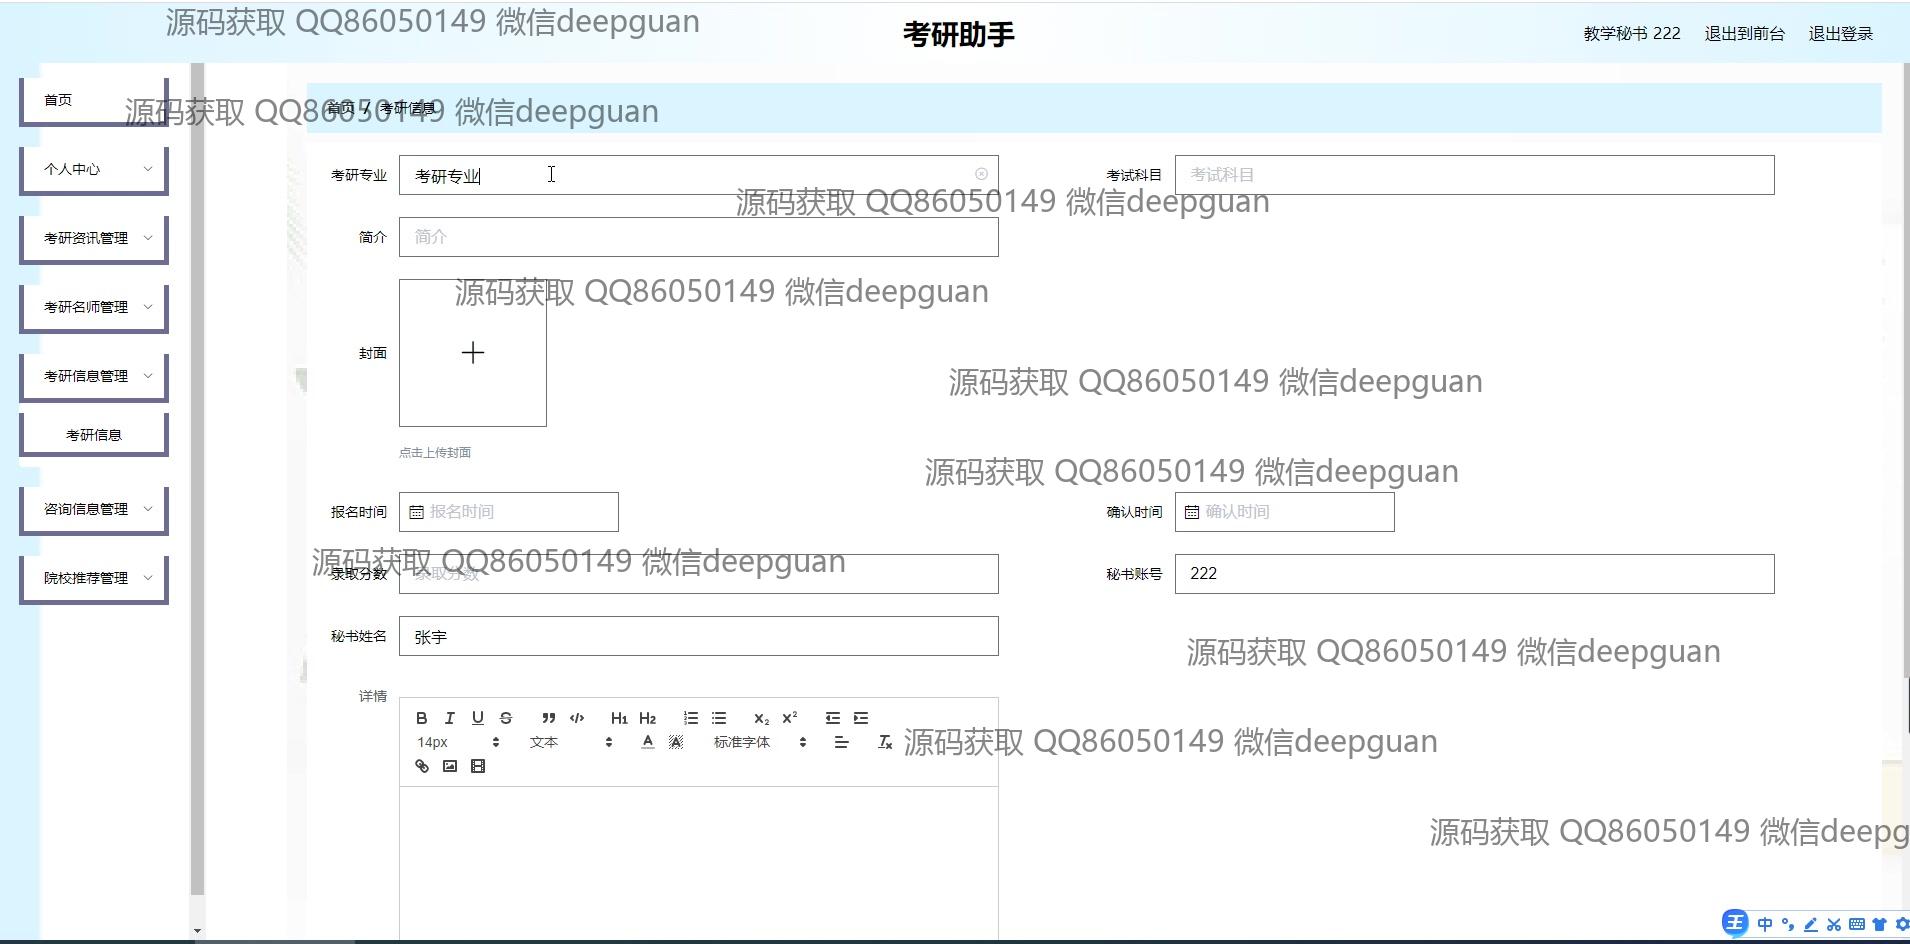 源码获取 QQ86050149 微信deepguan
考研助手
教学秘书 222
退出到前台
退出登录
首页
源码获取 QQ86050149 微信deepguan
首页 / 考研信息
个人中心
考研专业
考研专业
考试科目
考试科目
源码获取 QQ86050149 微信deepguan
考研资讯管理
简介
简介
源码获取 QQ86050149 微信deepguan
考研名师管理
封面
考研信息管理
源码获取 QQ86050149 微信deepguan
考研信息
点击上传封面
源码获取 QQ86050149 微信deepguan
咨询信息管理
报名时间
报名时间
确认时间
确认时间
源码获取 QQ86050149 微信deepguan
院校推荐管理
录取分数
录取分数
秘书账号
222
秘书姓名
张宇
源码获取 QQ86050149 微信deepguan
详情
B I U S H1 H2 X2 X2
14px
文本
A
A
标准字体
Tx
源码获取 QQ86050149 微信deepguan
源码获取 QQ86050149 微信deepg
王 中